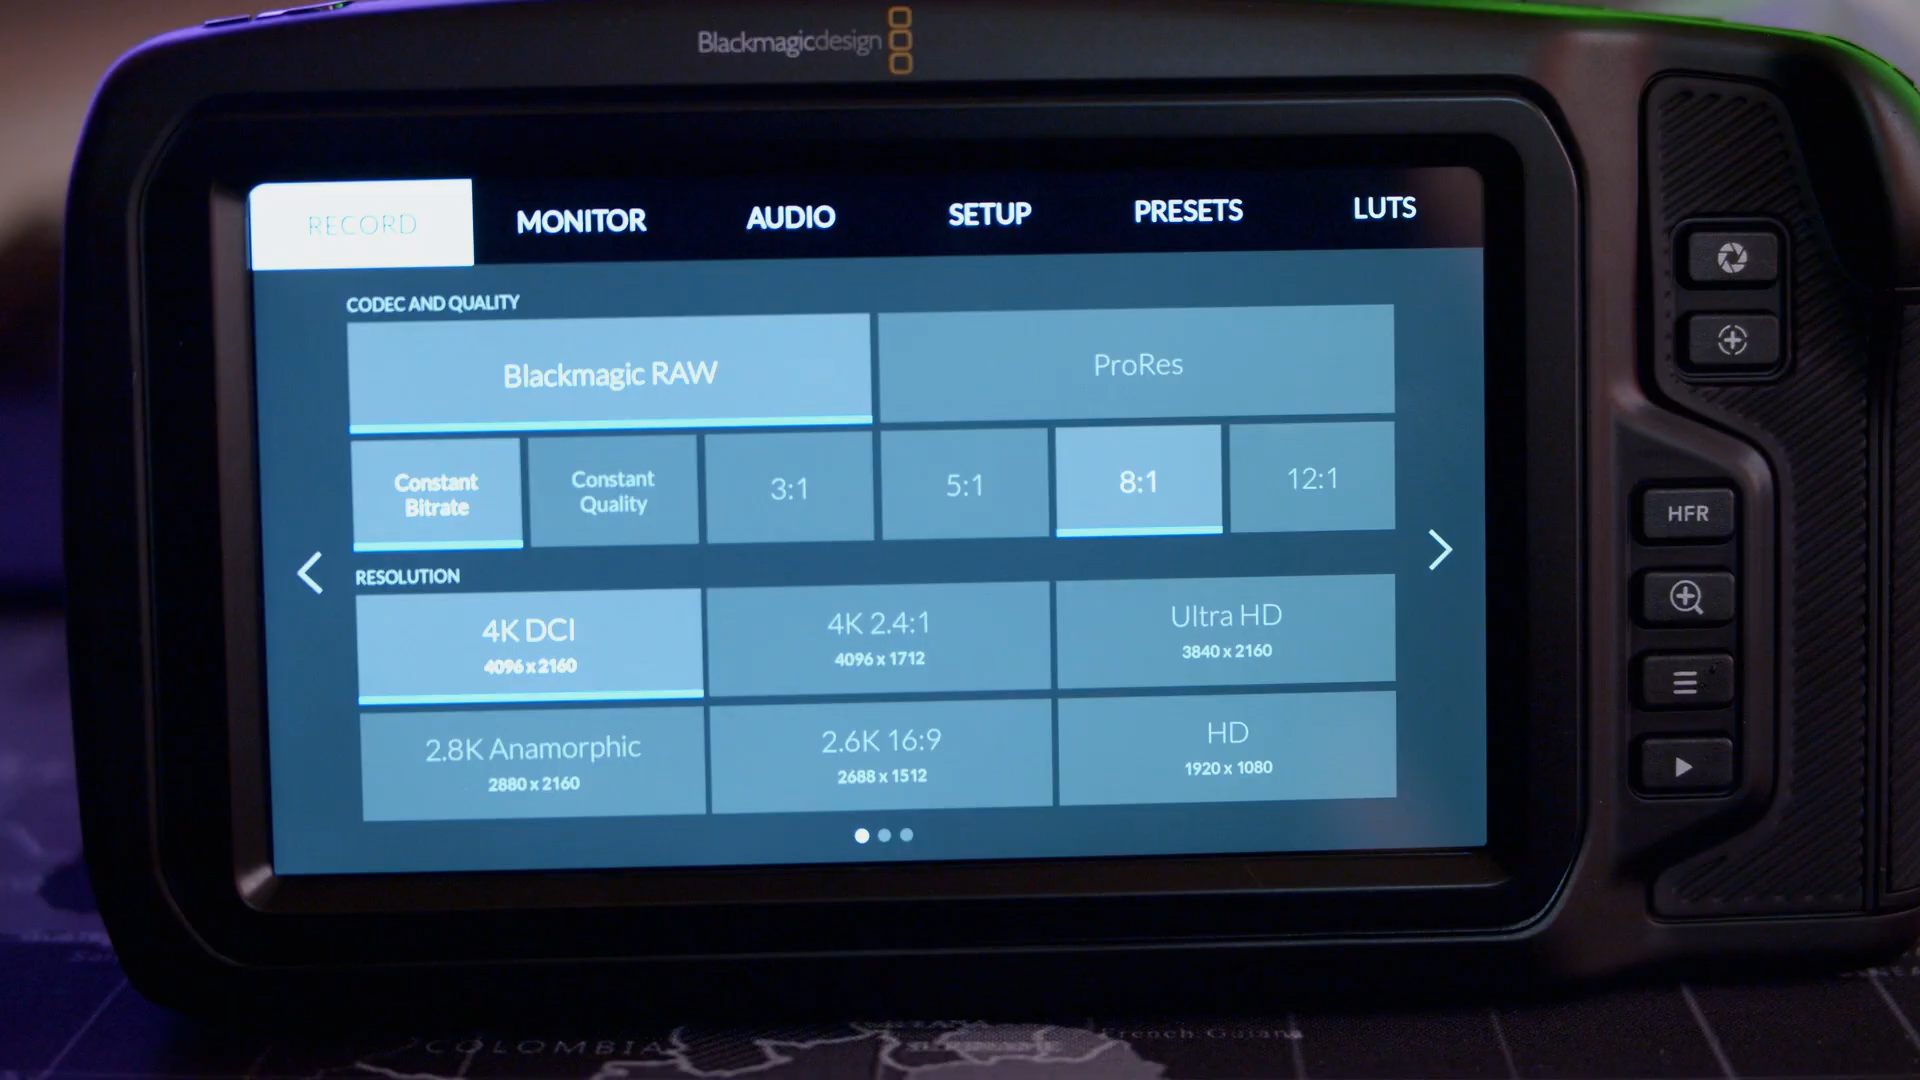 Blackmagicdesign
RECORD MONITOR AUDIO SETUP PRESETS LUTS
CODEC AND QUALITY
Blackmagic RAW ProRes
Constant Bitrate Constant Quality 3:1 5:1 8:1 12:1
RESOLUTION
4K DCI 4K 2.4:1 Ultra HD
4096 x 2160 4096 x 1712 3840 x 2160
2.8K Anamorphic 2.6K 16:9 HD
2880 x 2160 2688 x 1512 1920 x 1080
HFR
COLOMBIA
French Guiana